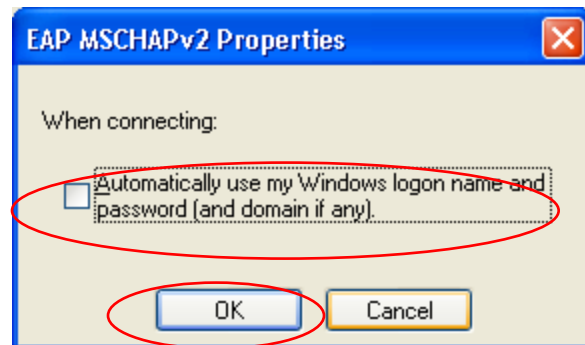 EAP MSCHAPv2 Properties
When connecting:
Automatically use my Windows logon name and
password (and domain if any).
OK
Cancel